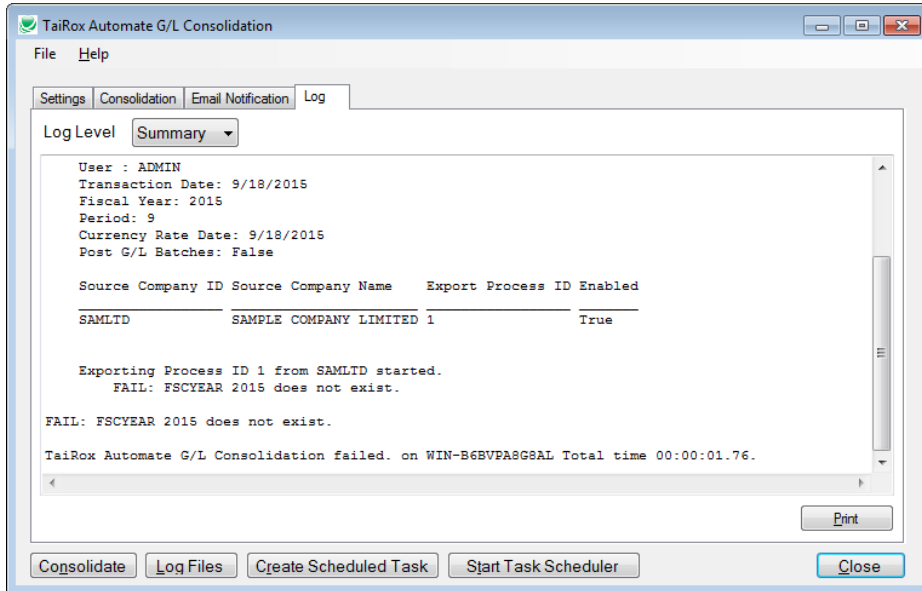 TaiRox Automate G/L Consolidation
File Help
Settings Consolidation Email Notification Log
Log Level Summary
User : ADMIN
Transaction Date: 9/18/2015
Fiscal Year: 2015
Period: 9
Currency Rate Date: 9/18/2015
Post G/L Batches: False
Source Company ID Source Company Name Export Process ID Enabled
SAMLTD SAMPLE COMPANY LIMITED 1 True
Exporting Process ID 1 from SAMLTD started.
FAIL: FSCYEAR 2015 does not exist.
FAIL: FSCYEAR 2015 does not exist.
TaiRox Automate G/L Consolidation failed. on WIN-B6BVPA8G8AL Total time 00:00:01.76.
Print
Consolidate Log Files Create Scheduled Task Start Task Scheduler Close